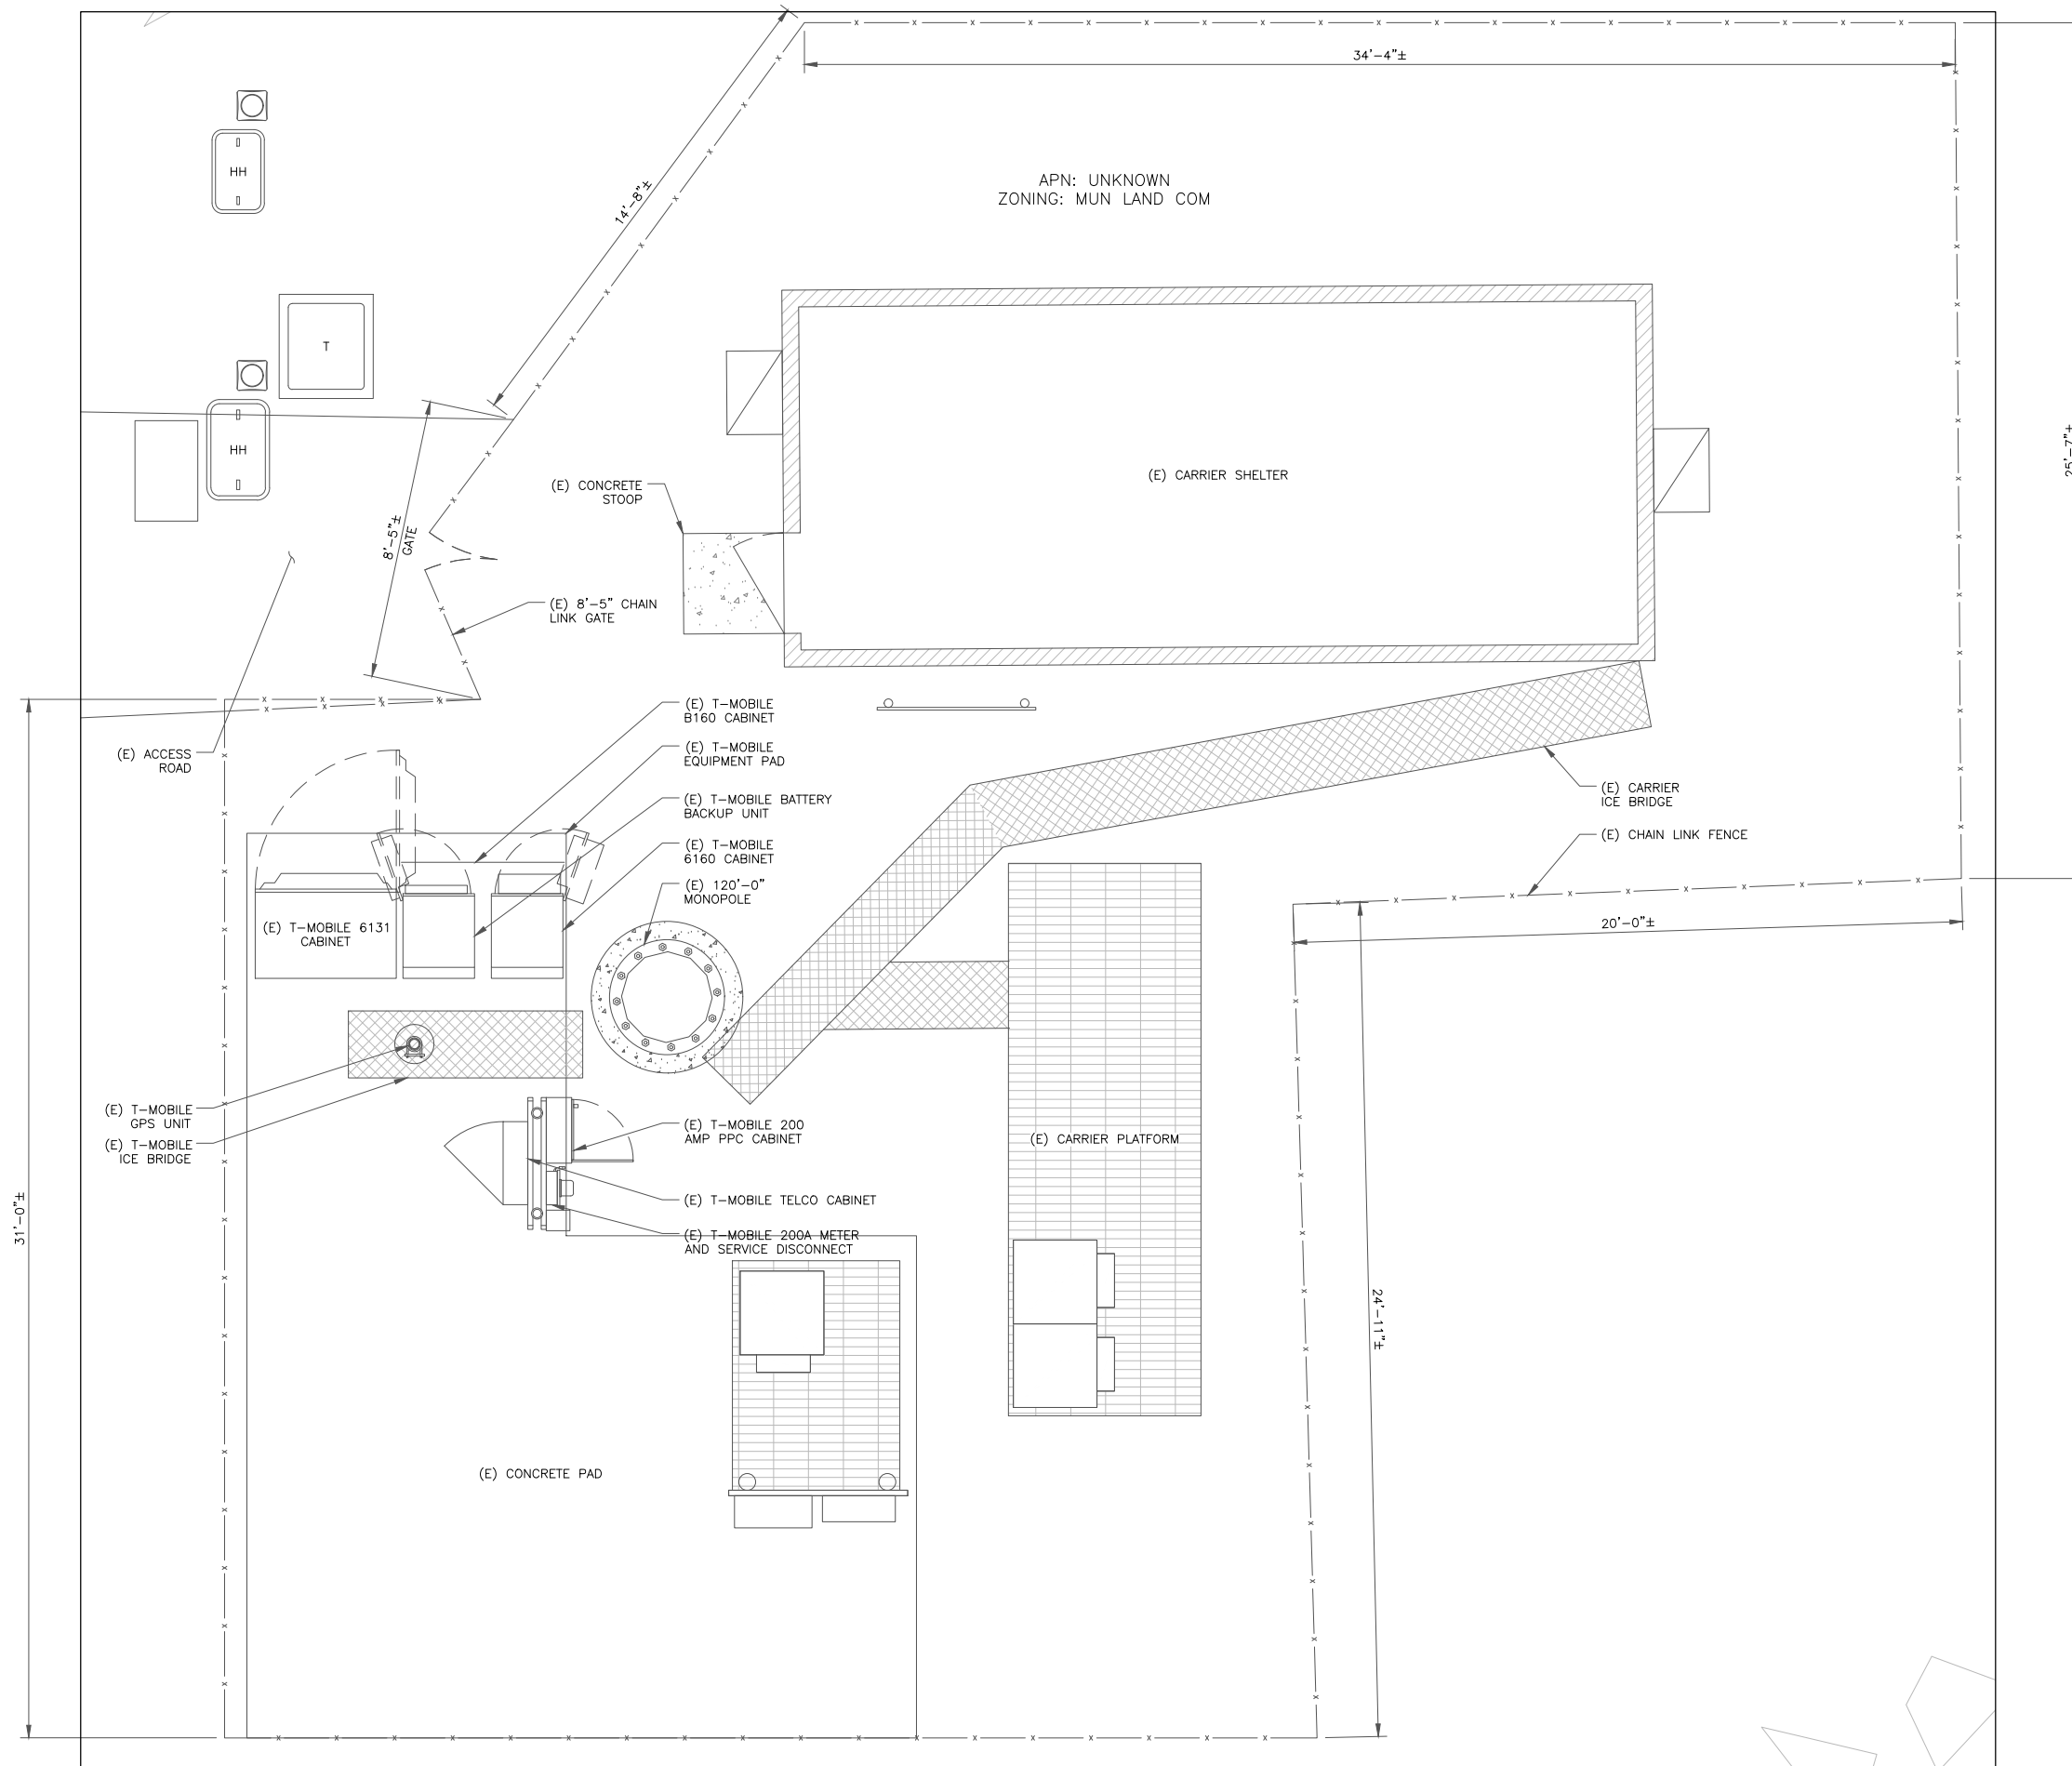 34'-4"±
14'-8"±
HH
APN: UNKNOWN
ZONING: MUN LAND COM
T
HH
25'-7"±
(E) CARRIER SHELTER
(E) CONCRETE
STOOP
8'-5"±
GATE
(E) 8'-5" CHAIN
LINK GATE
(E) T-MOBILE
B160 CABINET
(E) T-MOBILE
EQUIPMENT PAD
(E) ACCESS
ROAD
(E) T-MOBILE BATTERY
BACKUP UNIT
(E) CARRIER
ICE BRIDGE
(E) CHAIN LINK FENCE
(E) T-MOBILE
6160 CABINET
(E) 120'-0"
MONOPOLE
(E) T-MOBILE 6131
CABINET
20'-0"±
(E) T-MOBILE
GPS UNIT
(E) T-MOBILE
ICE BRIDGE
(E) T-MOBILE 200
AMP PPC CABINET
(E) CARRIER PLATFORM
(E) T-MOBILE TELCO CABINET
31'-0"±
(E) T-MOBILE 200A METER
AND SERVICE DISCONNECT
24'-11"±
(E) CONCRETE PAD